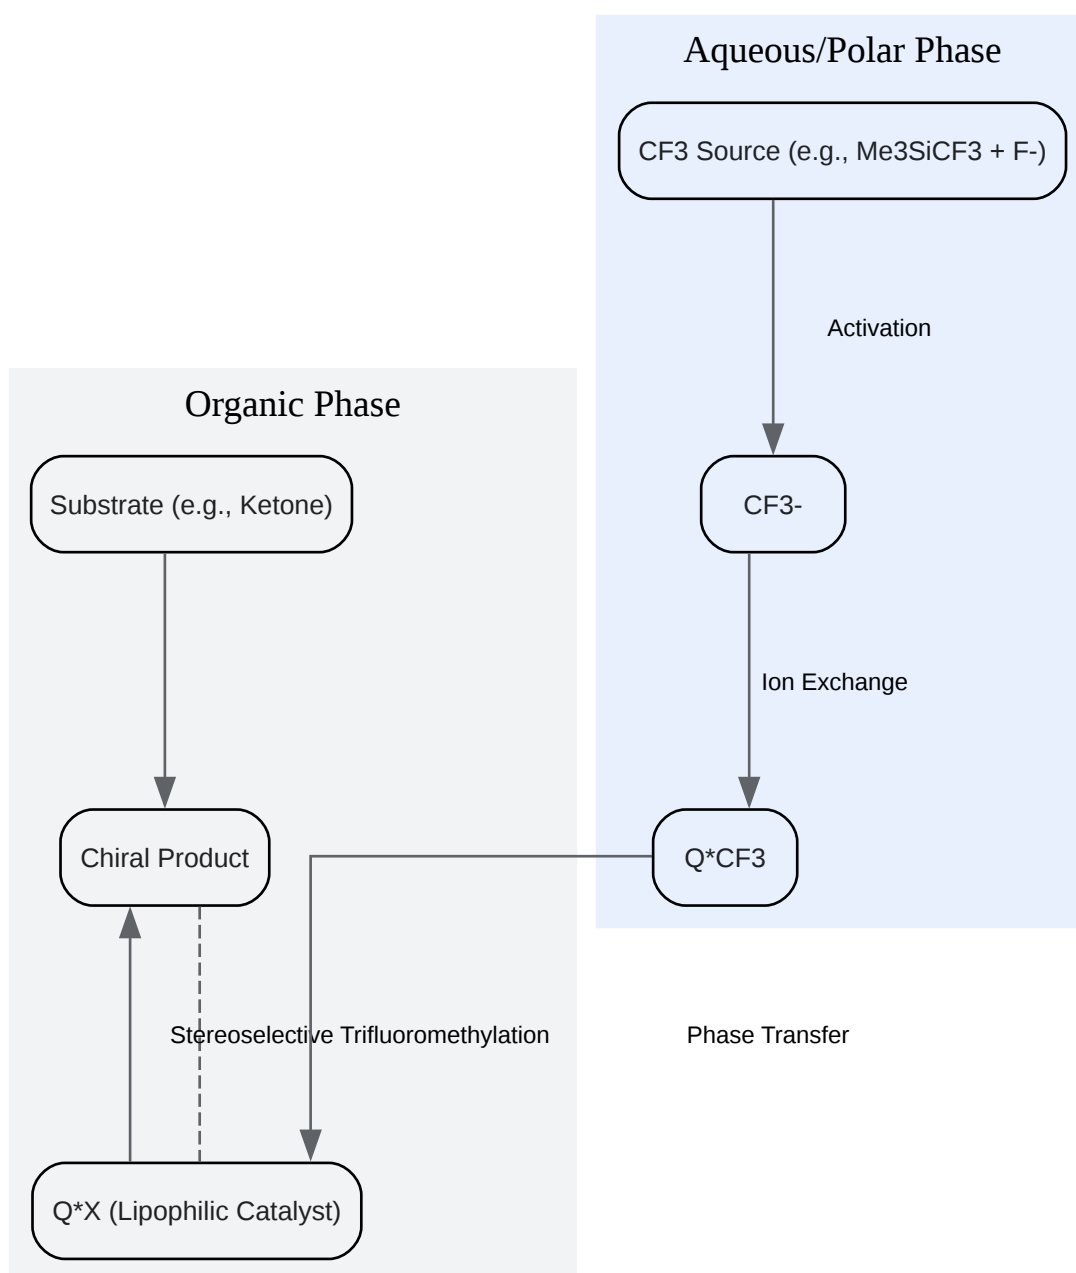 Aqueous/Polar Phase
CF3 Source (e.g., Me3SiCF3 + F-)
Activation
Organic Phase
Substrate (e.g., Ketone)
CF3-
Ion Exchange
Chiral Product
Q*CF3
Stereoselective Trifluoromethylation
Phase Transfer
Q*X (Lipophilic Catalyst)